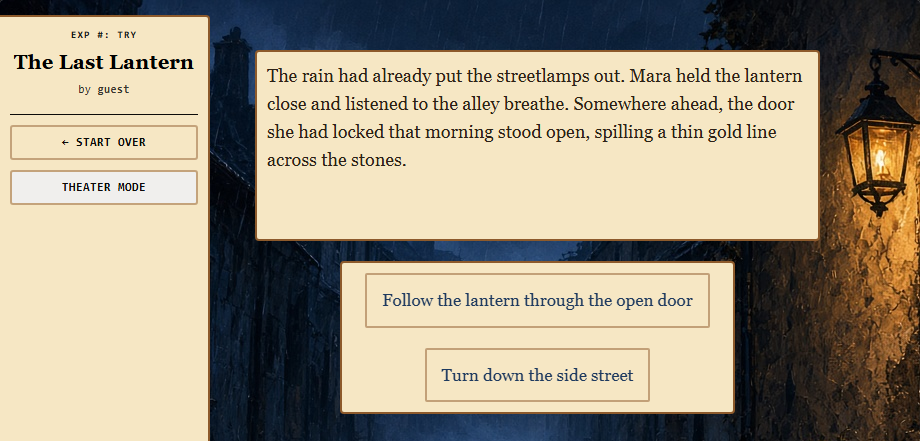 EXP #: TRY
The Last Lantern
by guest
← START OVER
THEATER MODE
The rain had already put the streetlamps out. Mara held the lantern
close and listened to the alley breathe. Somewhere ahead, the door
she had locked that morning stood open, spilling a thin gold line
across the stones.
Follow the lantern through the open door
Turn down the side street